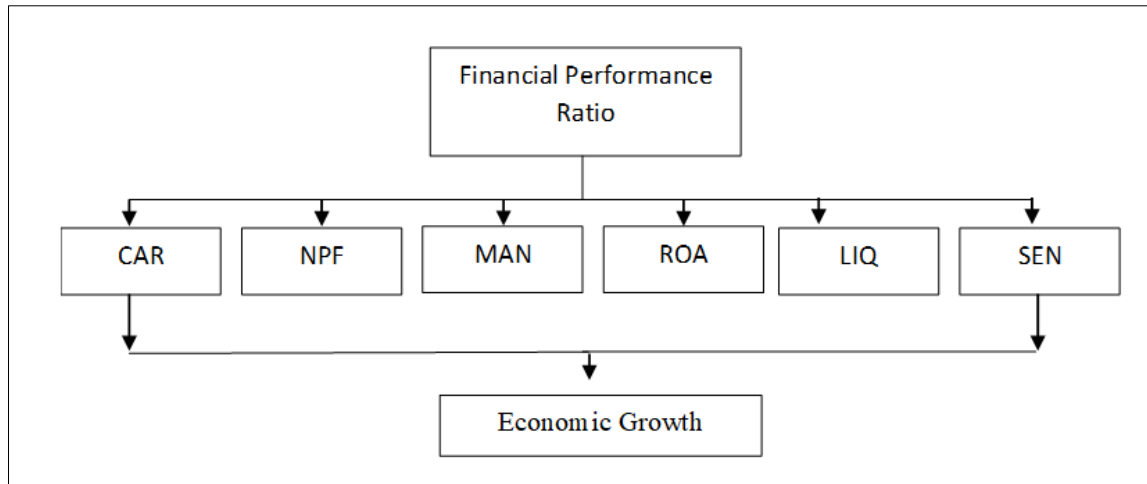 Financial Performance
Ratio
CAR
NPF
MAN
ROA
LIQ
SEN
Economic Growth